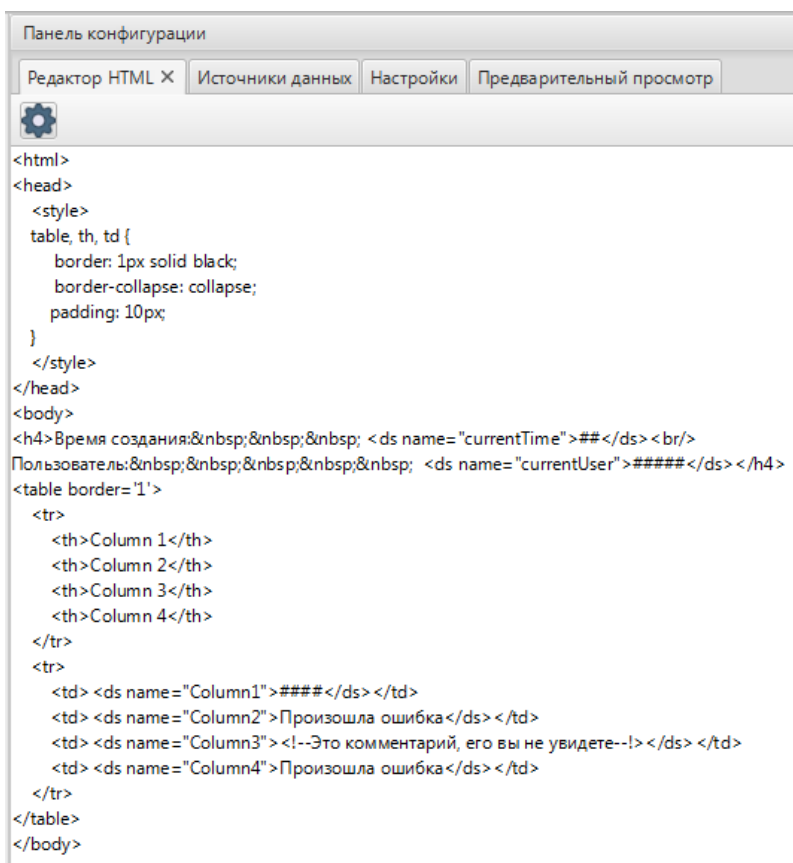 Панель конфигурации
Редактор HTML X Источники данных Настройки Предварительный просмотр
<html>
<head>
<style>
table, th, td {
border: 1px solid black;
border-collapse: collapse;
padding: 10px;
}
</style>
</head>
<body>
<h4>Время создания:&nbsp;&nbsp;&nbsp; <ds name="currentTime">##</ds><br/>
Пользователь:&nbsp;&nbsp;&nbsp;&nbsp;&nbsp; <ds name="currentUser">#####</ds></h4>
<table border='1'>
<tr>
<th>Column 1</th>
<th>Column 2</th>
<th>Column 3</th>
<th>Column 4</th>
</tr>
<tr>
<td> <ds name="Column1">####</ds></td>
<td> <ds name="Column2">Произошла ошибка</ds></td>
<td> <ds name="Column3"><!--Это комментарий, его вы не увидете--!></ds> </td>
<td> <ds name="Column4">Произошла ошибка</ds></td>
</tr>
</table>
</body>